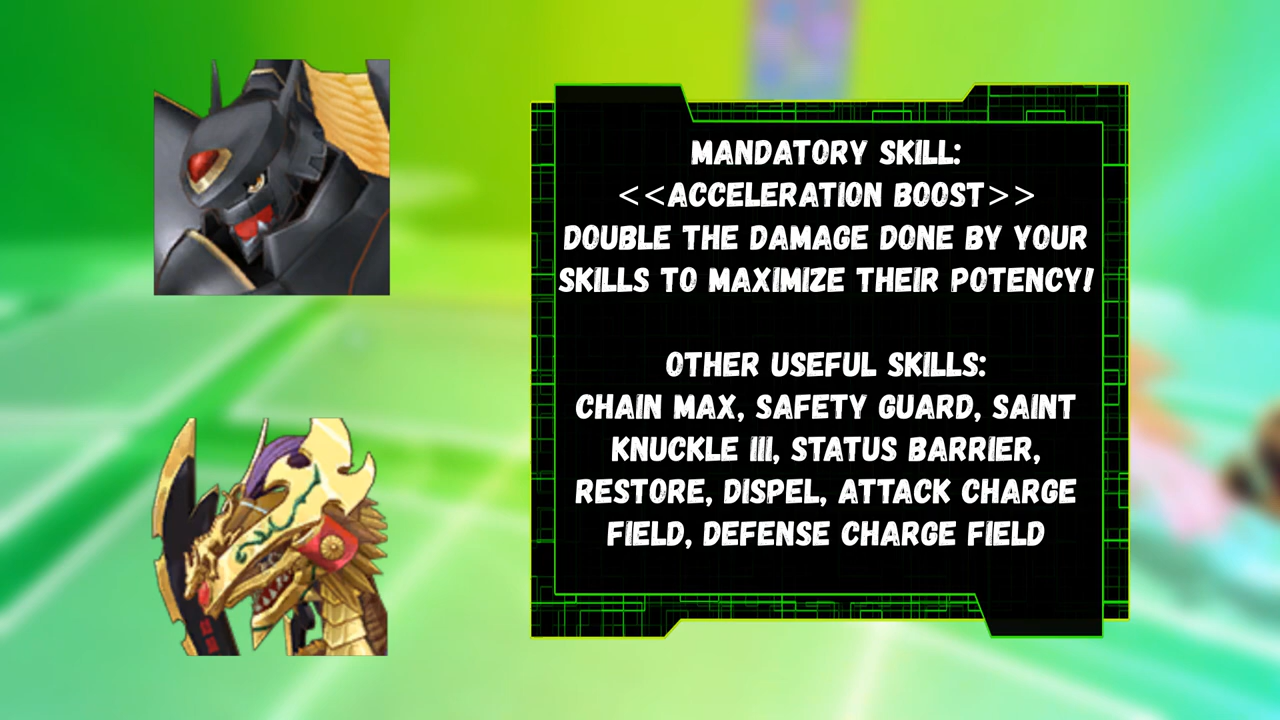 MANDATORY SKILL:
<<ACCELERATION BOOST>>
DOUBLE THE DAMAGE DONE BY YOUR
SKILLS TO MAXIMIZE THEIR POTENCY!
OTHER USEFUL SKILLS:
CHAIN MAX, SAFETY GUARD, SAINT
KNUCKLE III, STATUS BARRIER,
RESTORE, DISPEL, ATTACK CHARGE
FIELD, DEFENSE CHARGE FIELD